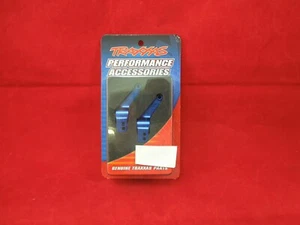 TRAXXAS
PERFORMANCE
ACCESSORIES
GENUINE TRAXXAS PARTS